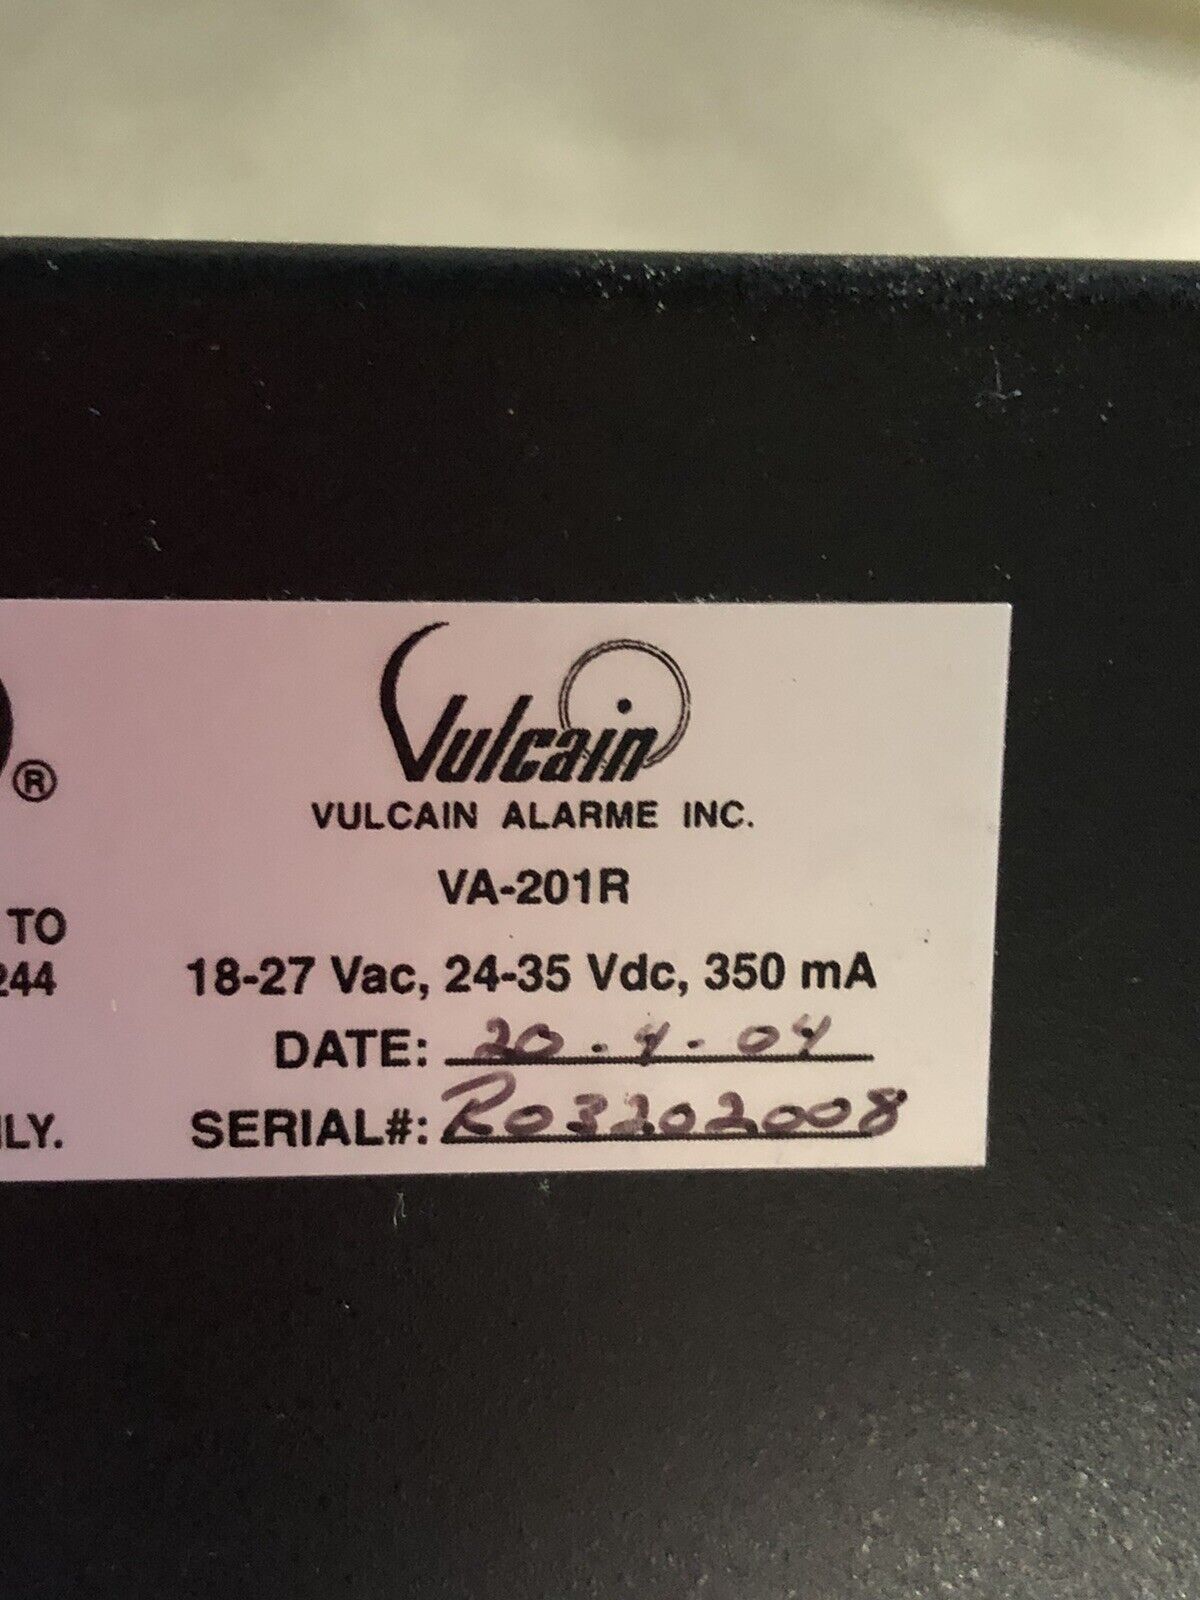 Vulcain
®
VULCAIN ALARME INC.
VA-201R
TO
244
18-27 Vac, 24-35 Vdc, 350 mA
DATE: 20.4-04
LY.
SERIAL#: R03202008